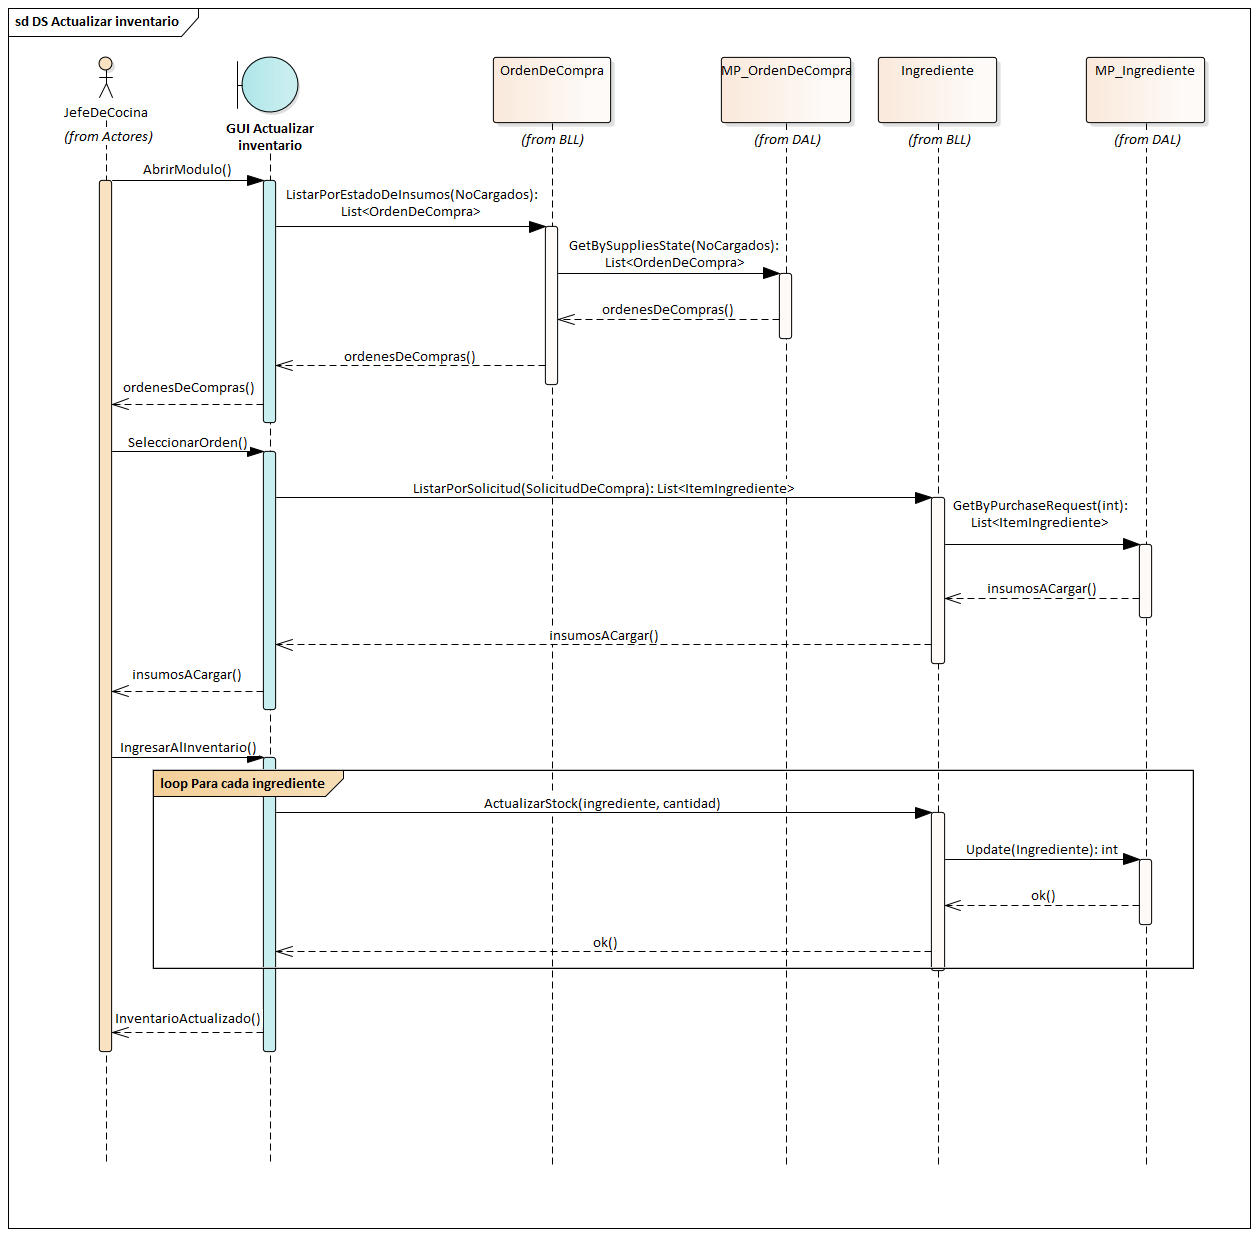 sd DS Actualizar inventario
JefeDeCocina
(from Actores)
GUI Actualizar
inventario
OrdenDeCompra
(from BLL)
MP_OrdenDeCompra
(from DAL)
Ingrediente
(from BLL)
MP_Ingrediente
(from DAL)
AbrirModulo()
ListarPorEstadoDeInsumos(NoCargados):
List<OrdenDeCompra>
GetBySuppliesState(NoCargados):
List<OrdenDeCompra>
ordenesDeCompras()
ordenesDeCompras()
ordenesDeCompras()
SeleccionarOrden()
ListarPorSolicitud(SolicitudDeCompra): List<ItemIngrediente>
GetByPurchaseRequest(int):
List<ItemIngrediente>
insumosACargar()
insumosACargar()
insumosACargar()
IngresarAlInventario()
loop Para cada ingrediente
ActualizarStock(ingrediente, cantidad)
Update(Ingrediente): int
ok()
ok()
InventarioActualizado()